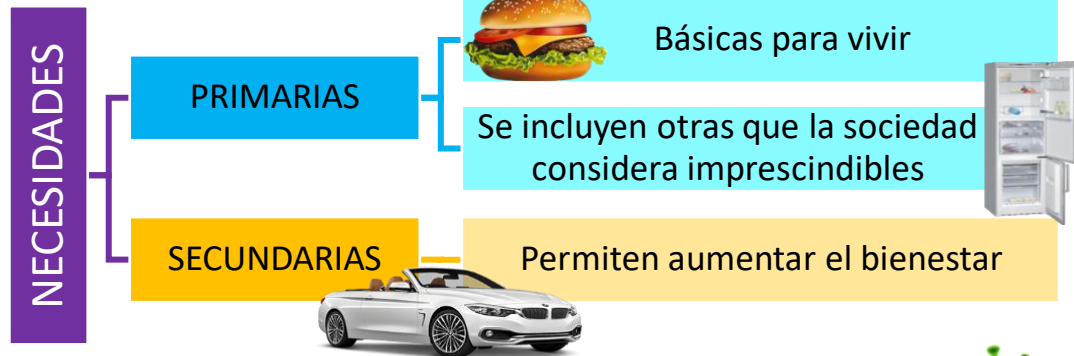 NECESIDADES
PRIMARIAS
Básicas para vivir
Se incluyen otras que la sociedad
considera imprescindibles
SECUNDARIAS
Permiten aumentar el bienestar